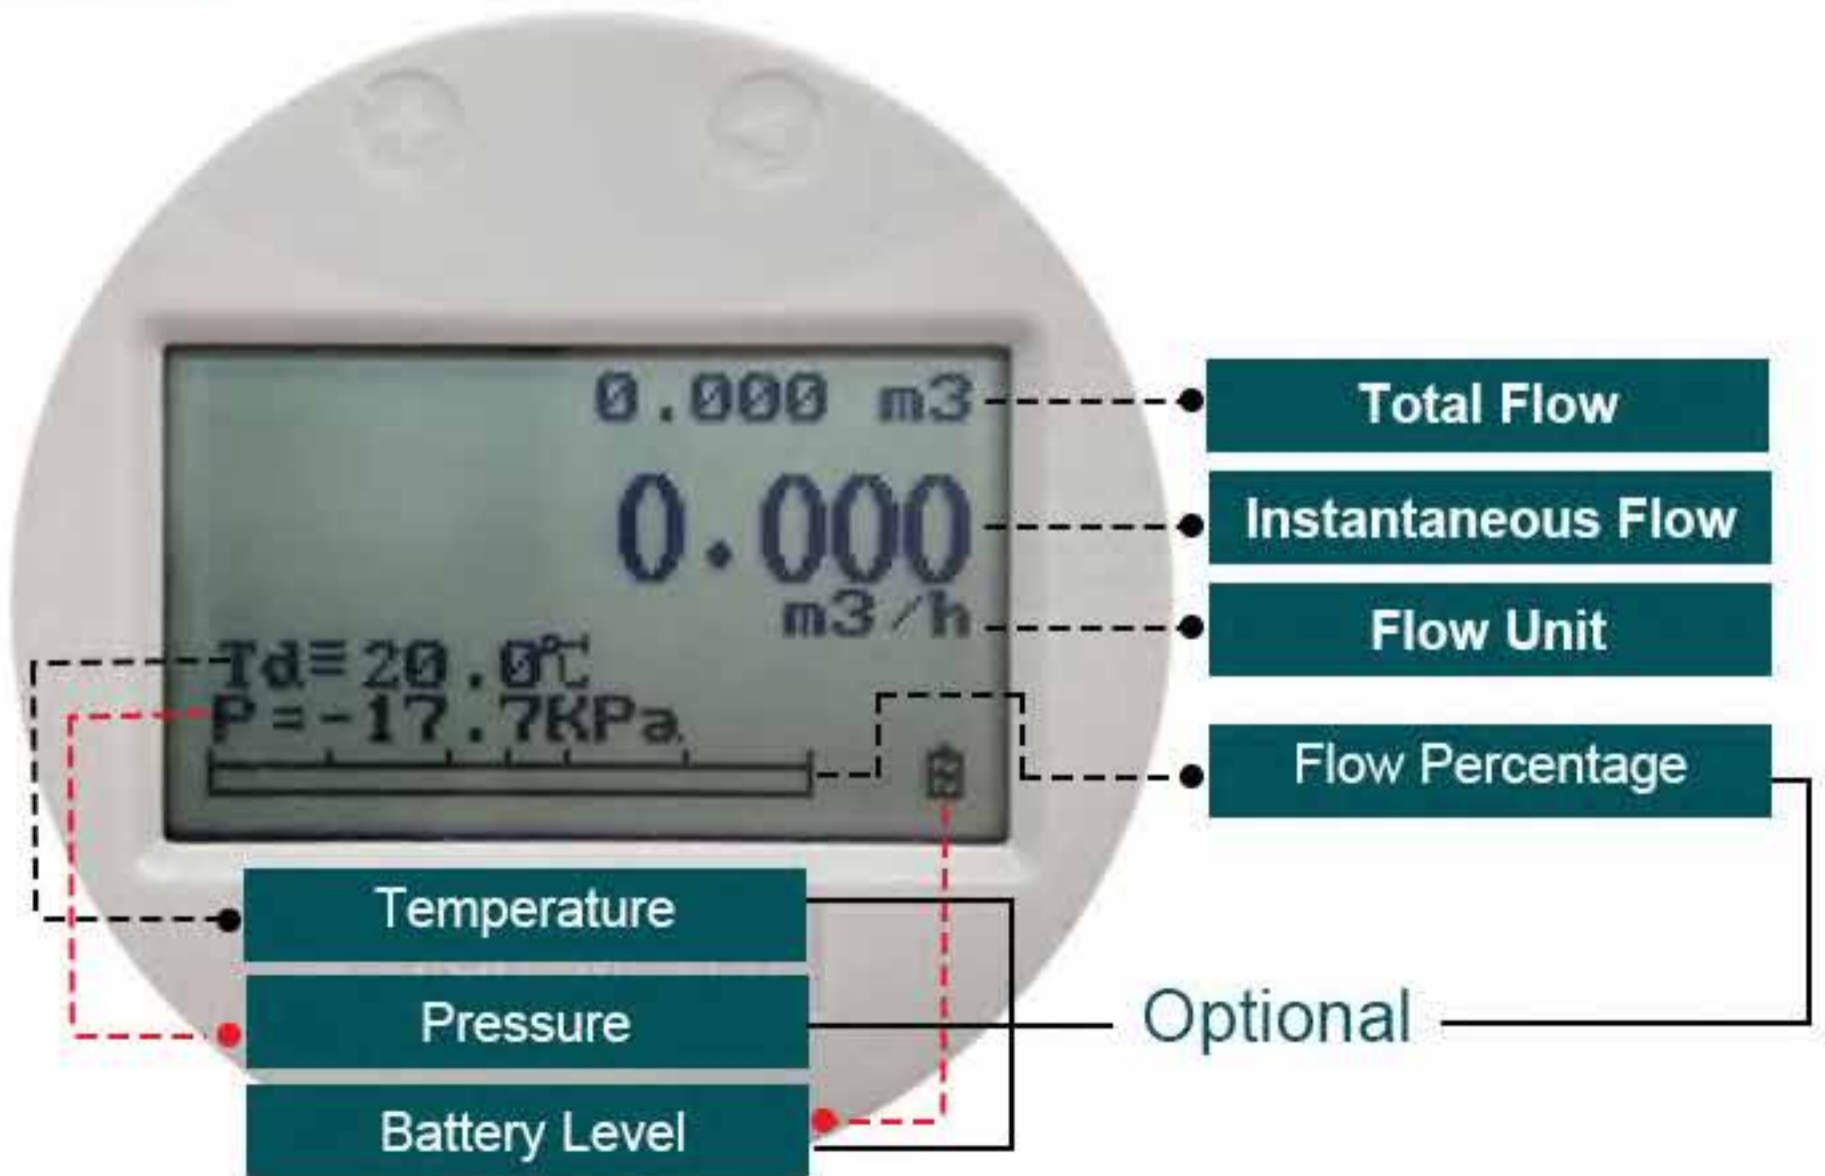 0.000 m3
0.000
m3/h
Td=20.0℃
P=-17.7KPa
Total Flow
Instantaneous Flow
Flow Unit
Flow Percentage
Temperature
Pressure
Battery Level
Optional